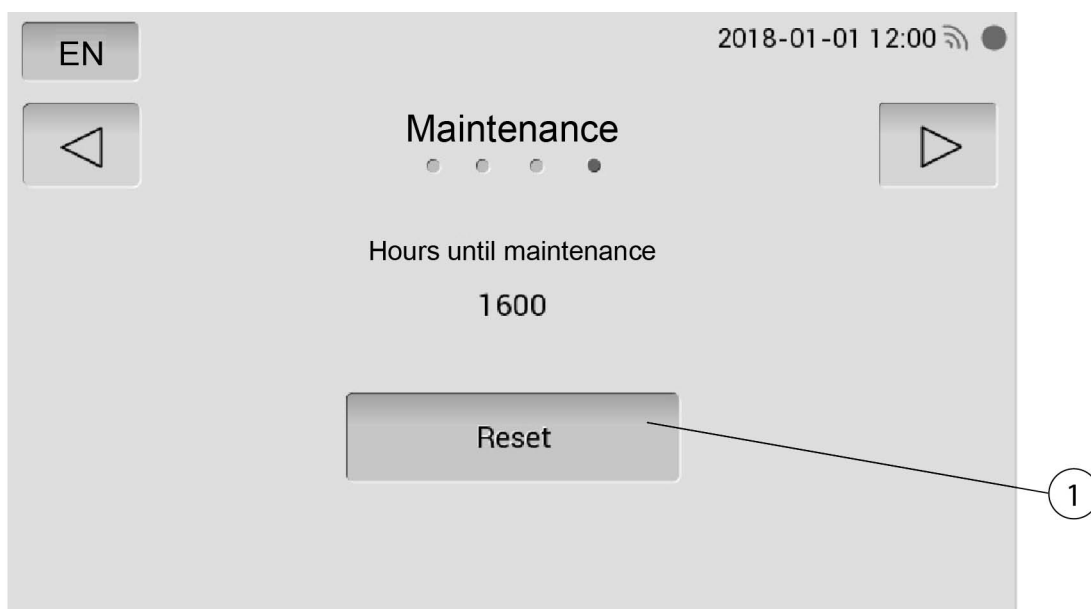 EN
2018-01-01 12:00
Maintenance
Hours until maintenance
1600
Reset
1